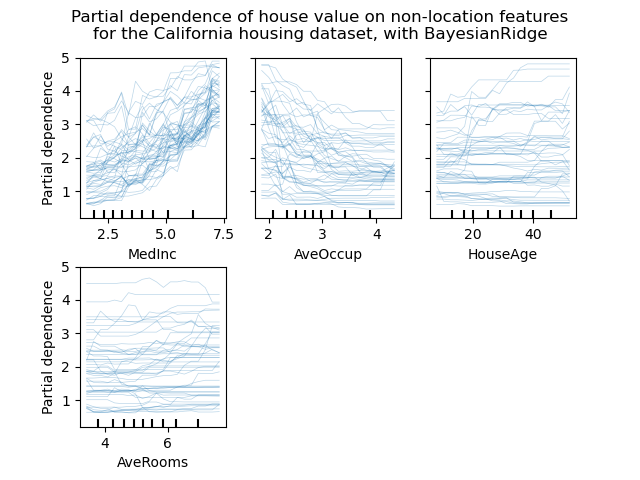 Partial dependence of house value on non-location features
for the California housing dataset, with BayesianRidge
5
4
3
2
1
Partial dependence
2.5 5.0 7.5
MedInc
2 3 4
AveOccup
20 40
HouseAge
5
4
3
2
1
Partial dependence
4 6
AveRooms